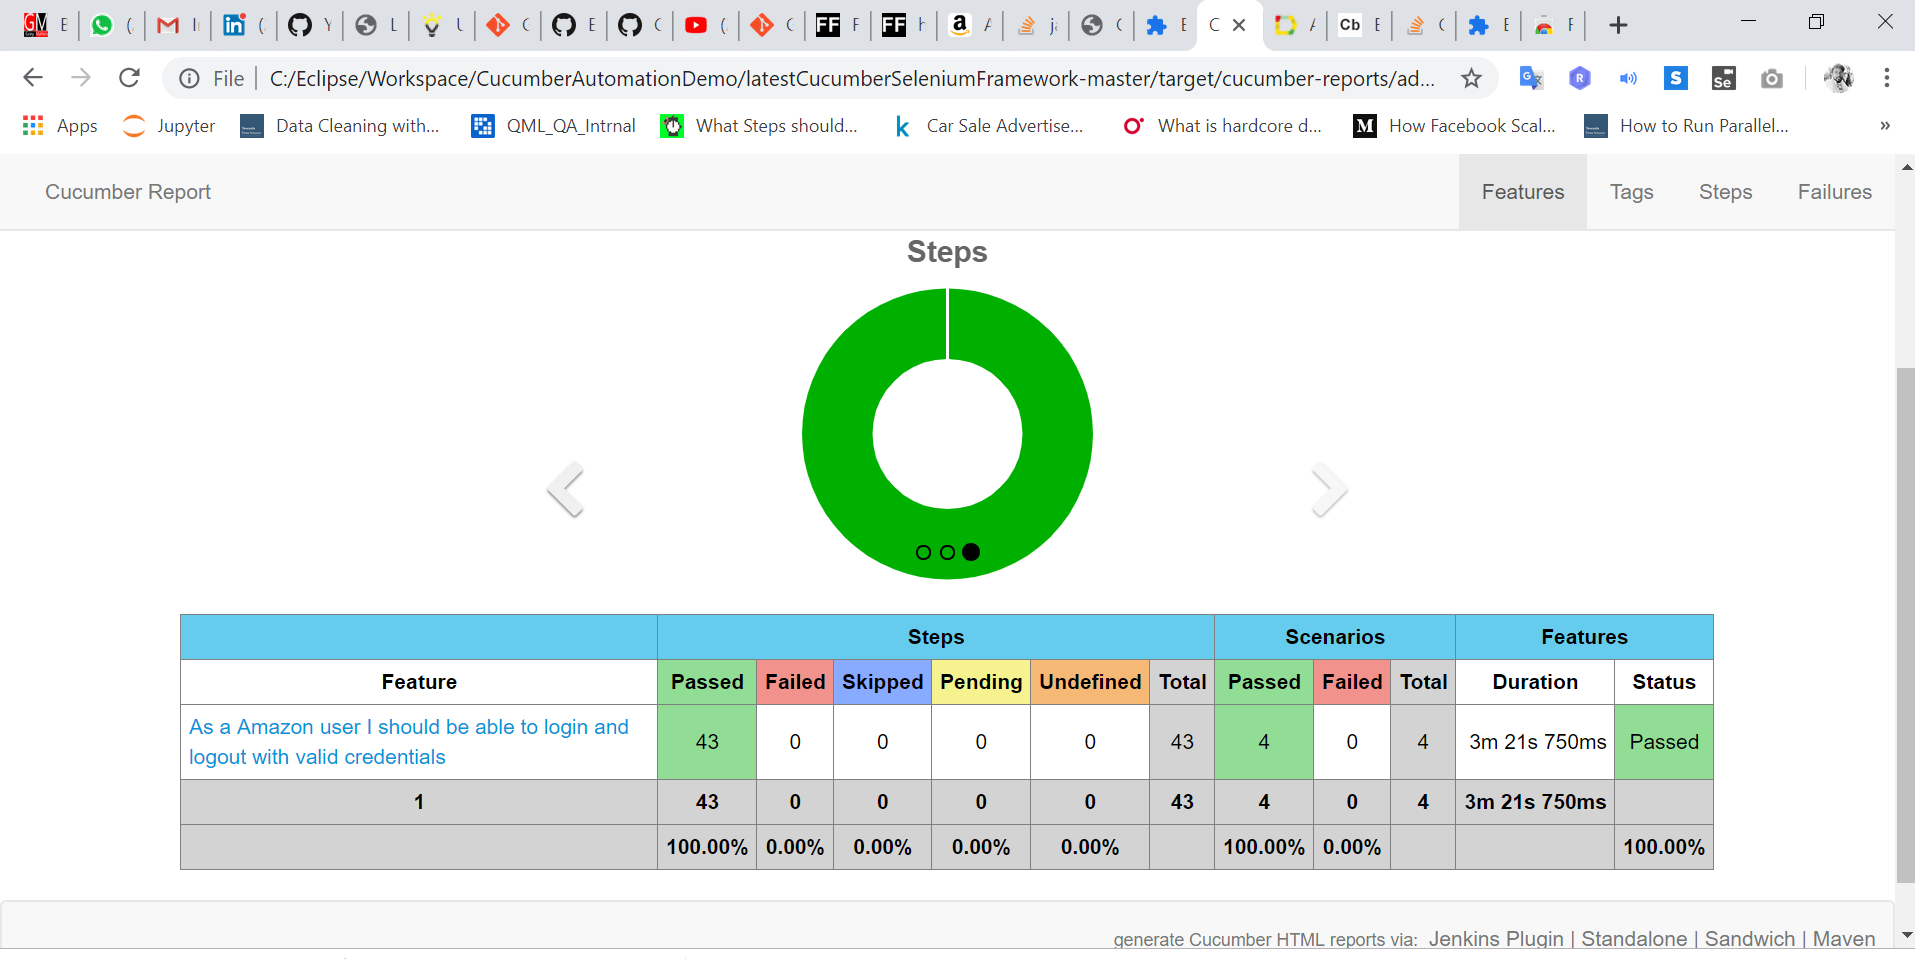 GM E ( I ( Y L U C E C ( C F h A j C E C A Cb E C E F
File C:/Eclipse/Workspace/CucumberAutomationDemo/latestCucumberSeleniumFramework-master/target/cucumber-reports/ad...
Apps Jupyter Data Cleaning with... QML_QA_Intrnal What Steps should... Car Sale Advertise... What is hardcore d... How Facebook Scal... How to Run Parallel... »
Cucumber Report Features Tags Steps Failures
Steps
Steps Scenarios Features
Feature Passed Failed Skipped Pending Undefined Total Passed Failed Total Duration Status
As a Amazon user I should be able to login and
logout with valid credentials
43 0 0 0 0 43 4 0 4 3m 21s 750ms Passed
1 43 0 0 0 0 43 4 0 4 3m 21s 750ms
100.00% 0.00% 0.00% 0.00% 0.00% 100.00% 0.00% 100.00%
generate Cucumber HTML reports via: Jenkins Plugin | Standalone | Sandwich | Maven